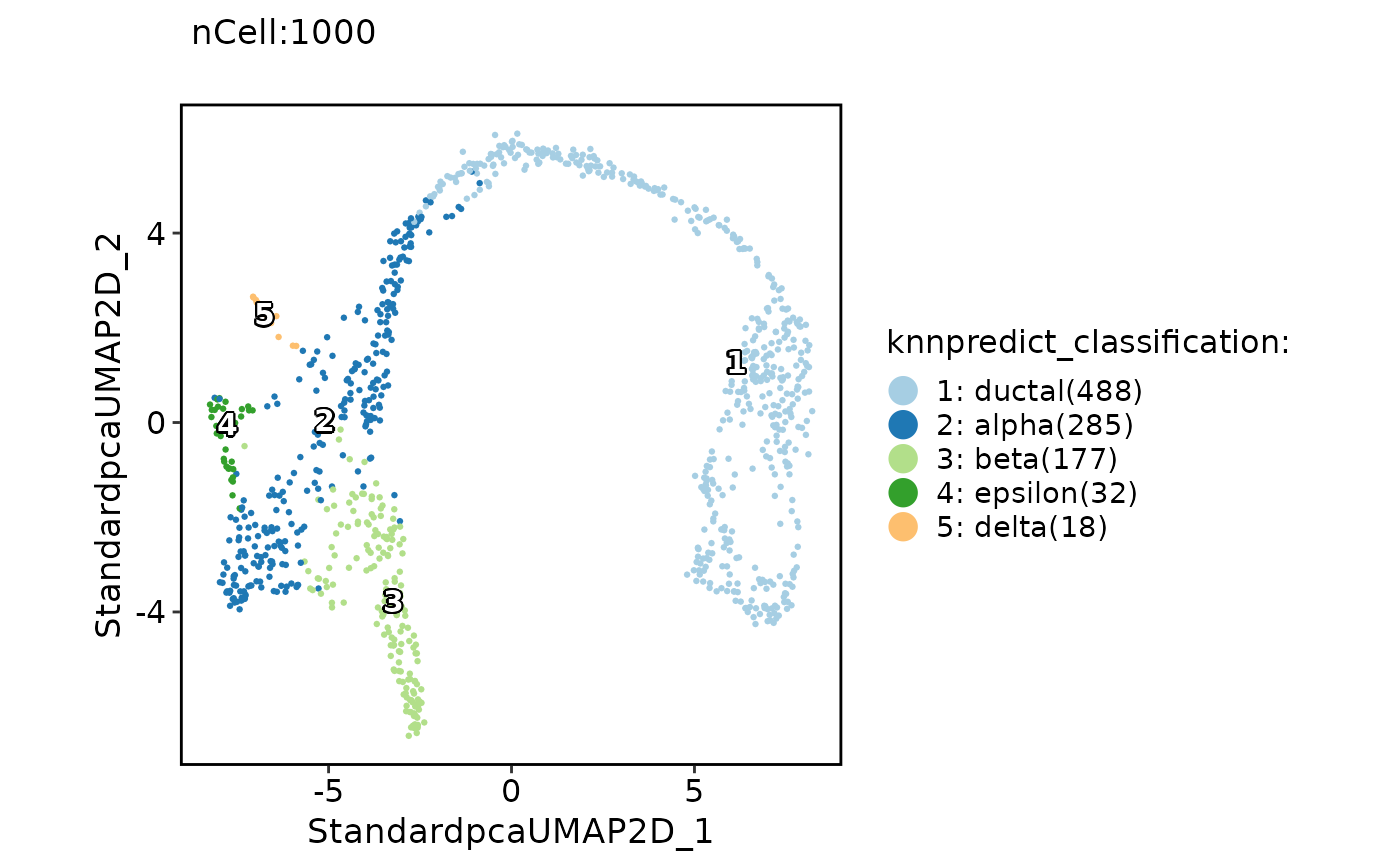 nCell:1000
StandardpcaUMAP2D_2
4
0
-4
5
1
2
4
3
-5
0
5
StandardpcaUMAP2D_1
knnpredict_classification:
1: ductal(488)
2: alpha(285)
3: beta(177)
4: epsilon(32)
5: delta(18)